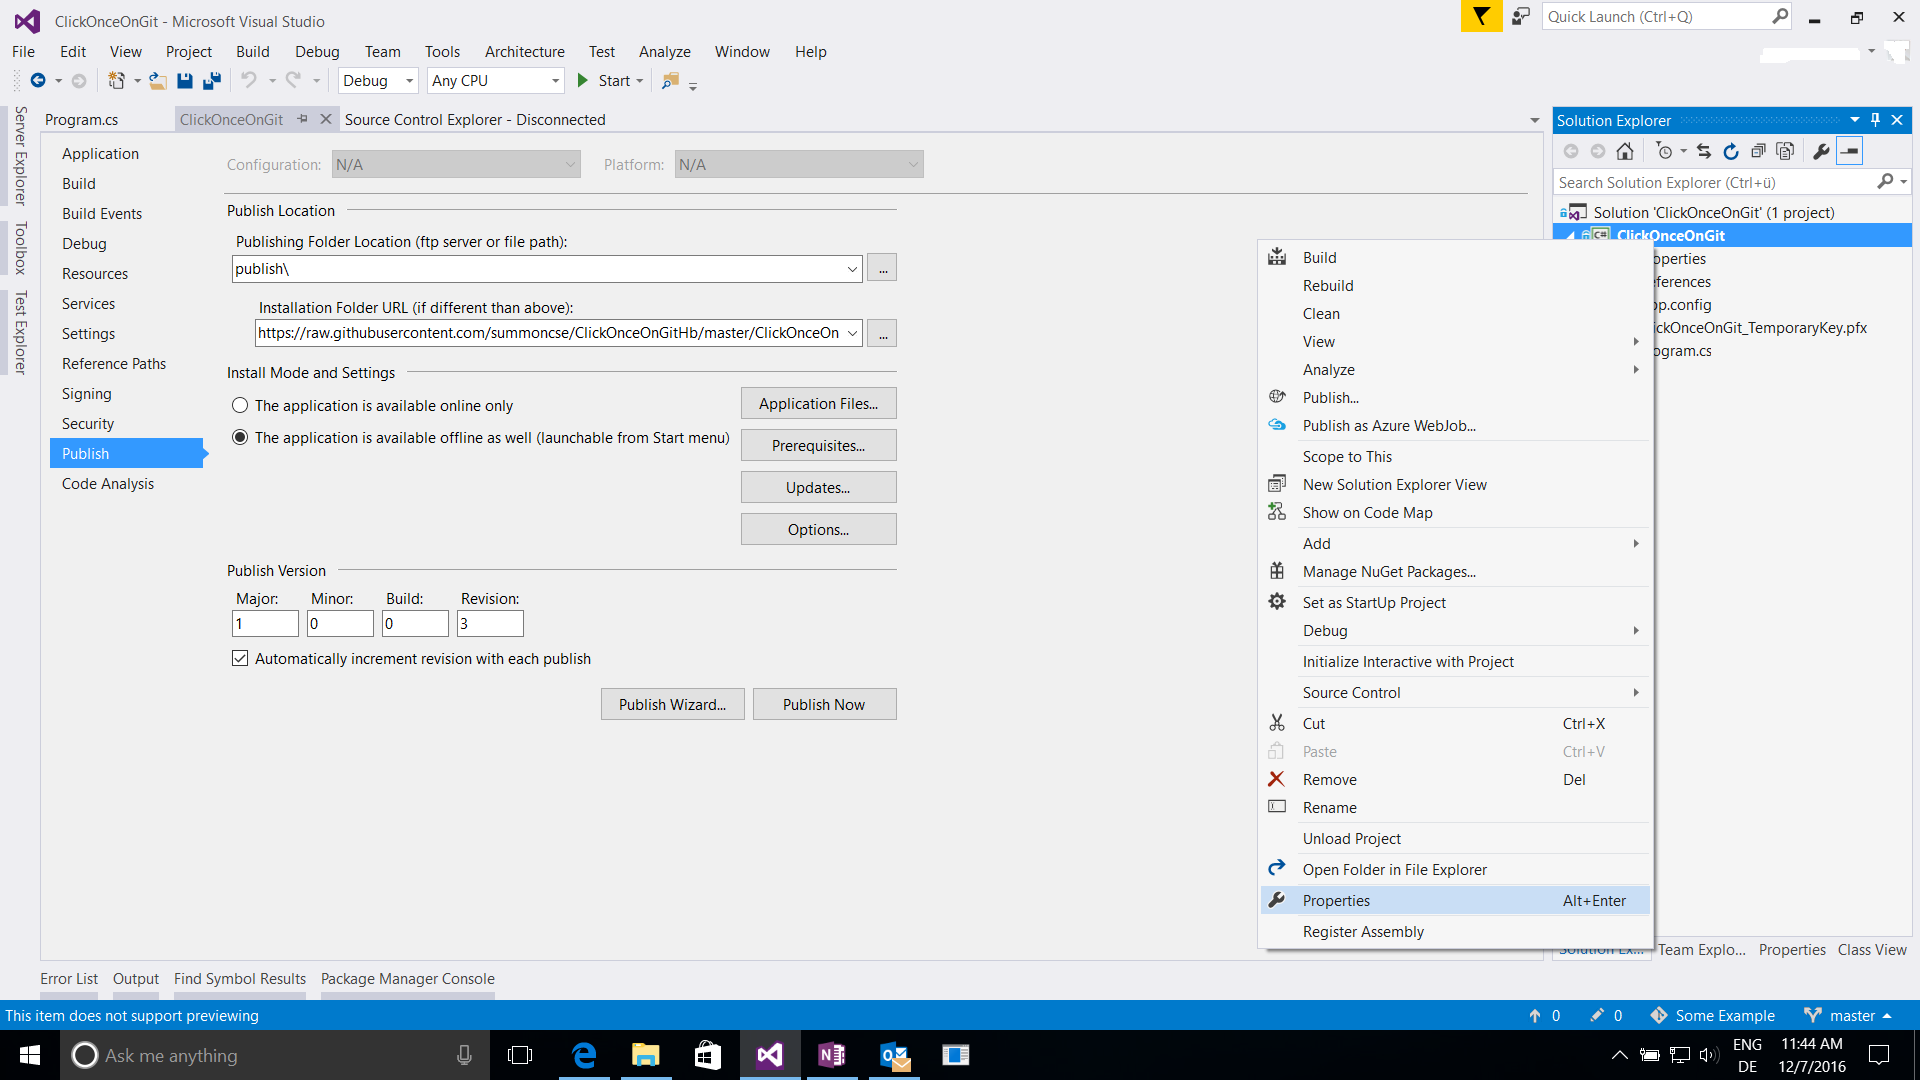 ClickOnceOnGit - Microsoft Visual Studio
Quick Launch (Ctrl+Q)
File Edit View Project Build Debug Team Tools Architecture Test Analyze Window Help
Debug Any CPU Start
Server Explorer
Toolbox
Test Explorer
Program.cs ClickOnceOnGit Source Control Explorer - Disconnected
Application
Build
Build Events
Debug
Resources
Services
Settings
Reference Paths
Signing
Security
Publish
Code Analysis
Configuration: N/A Platform: N/A
Publish Location
Publishing Folder Location (ftp server or file path):
publish\ ...
Installation Folder URL (if different than above):
https://raw.githubusercontent.com/summoncse/ClickOnceOnGitHb/master/ClickOnceOn ...
Install Mode and Settings
The application is available online only
The application is available offline as well (launchable from Start menu)
Application Files...
Prerequisites...
Updates...
Options...
Publish Version
Major: Minor: Build: Revision:
1 0 0 3
Automatically increment revision with each publish
Publish Wizard... Publish Now
Solution Explorer
Search Solution Explorer (Ctrl+ü)
Solution 'ClickOnceOnGit' (1 project)
C# ClickOnceOnGit
operties
eferences
pp.config
ickOnceOnGit_TemporaryKey.pfx
ogram.cs
Build
Rebuild
Clean
View
Analyze
Publish...
Publish as Azure WebJob...
Scope to This
New Solution Explorer View
Show on Code Map
Add
Manage NuGet Packages...
Set as StartUp Project
Debug
Initialize Interactive with Project
Source Control
Cut Ctrl+X
Paste Ctrl+V
Remove Del
Rename
Unload Project
Open Folder in File Explorer
Properties Alt+Enter
Register Assembly
Solution Ex... Team Explo... Properties Class View
Error List Output Find Symbol Results Package Manager Console
This item does not support previewing
0 0 Some Example master
Ask me anything
ENG
DE
11:44 AM
12/7/2016